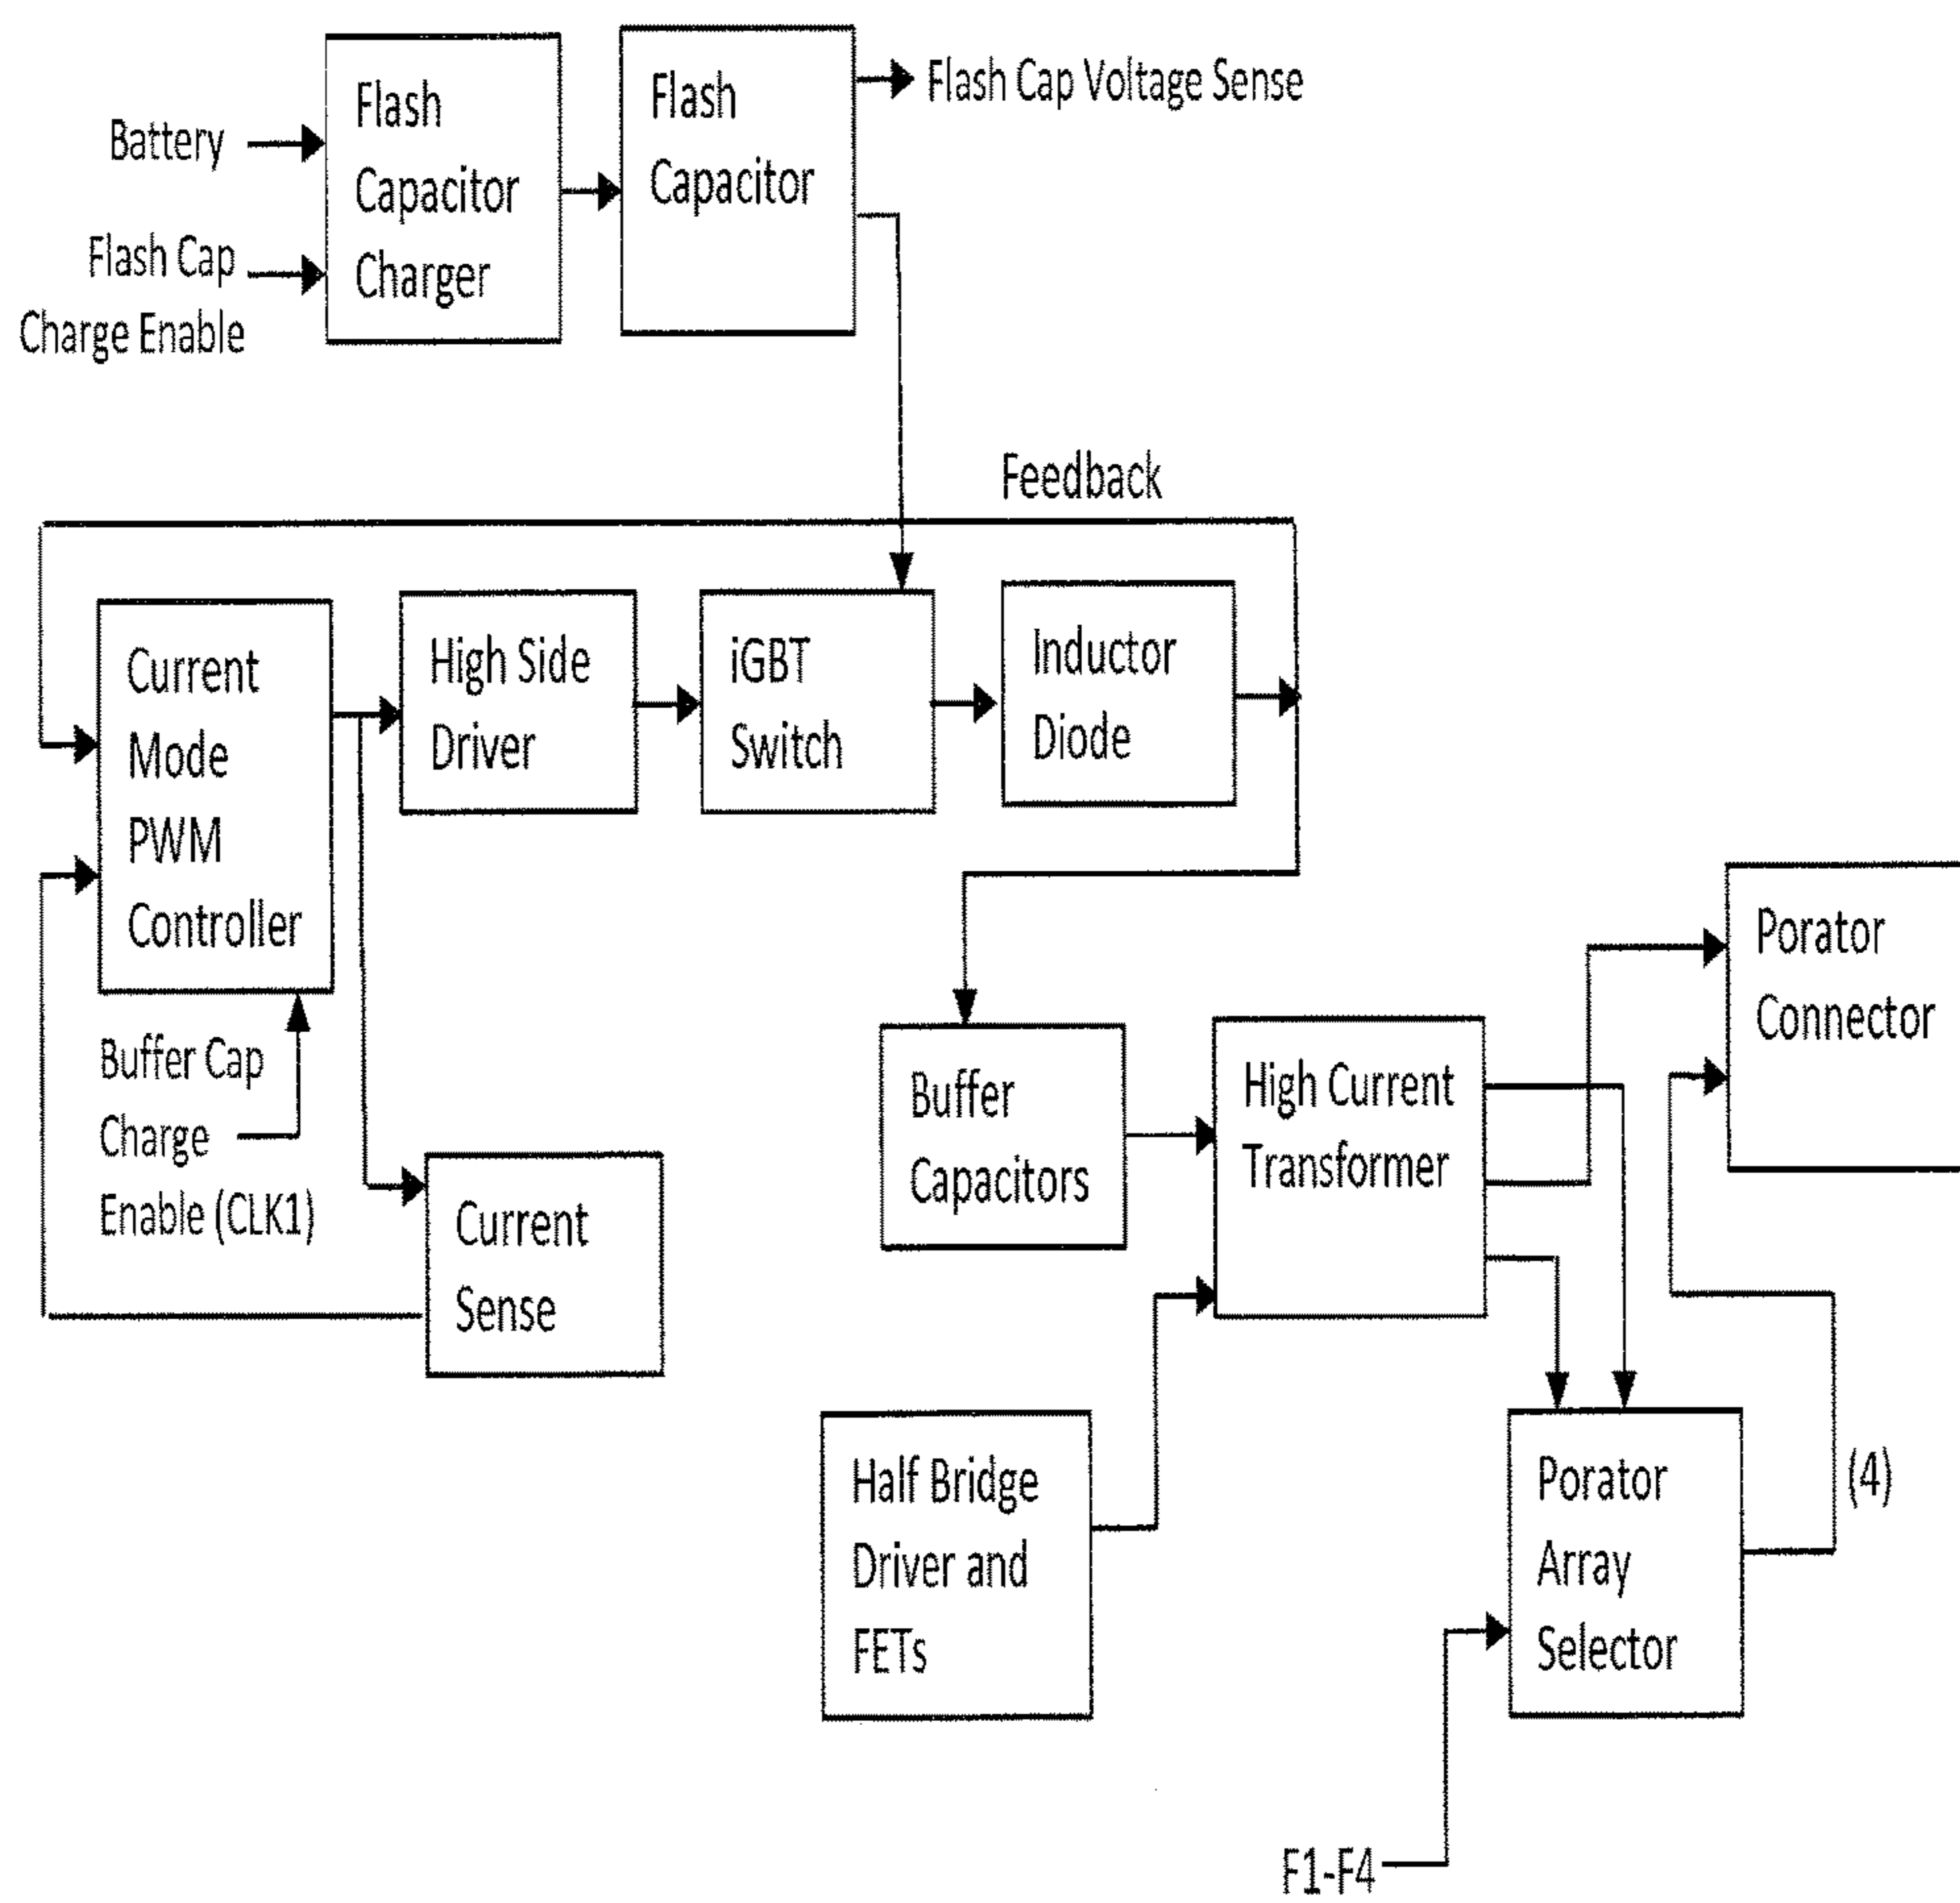 Battery
Flash Cap
Charge Enable
Flash
Capacitor
Charger
Flash
Capacitor
Flash Cap Voltage Sense
Feedback
Current
Mode
PWM
Controller
High Side
Driver
iGBT
Switch
Inductor
Diode
Buffer Cap
Charge
Enable (CLK1)
Current
Sense
Buffer
Capacitors
High Current
Transformer
Porator
Connector
Half Bridge
Driver and
FETs
Porator
Array
Selector
(4)
F1-F4